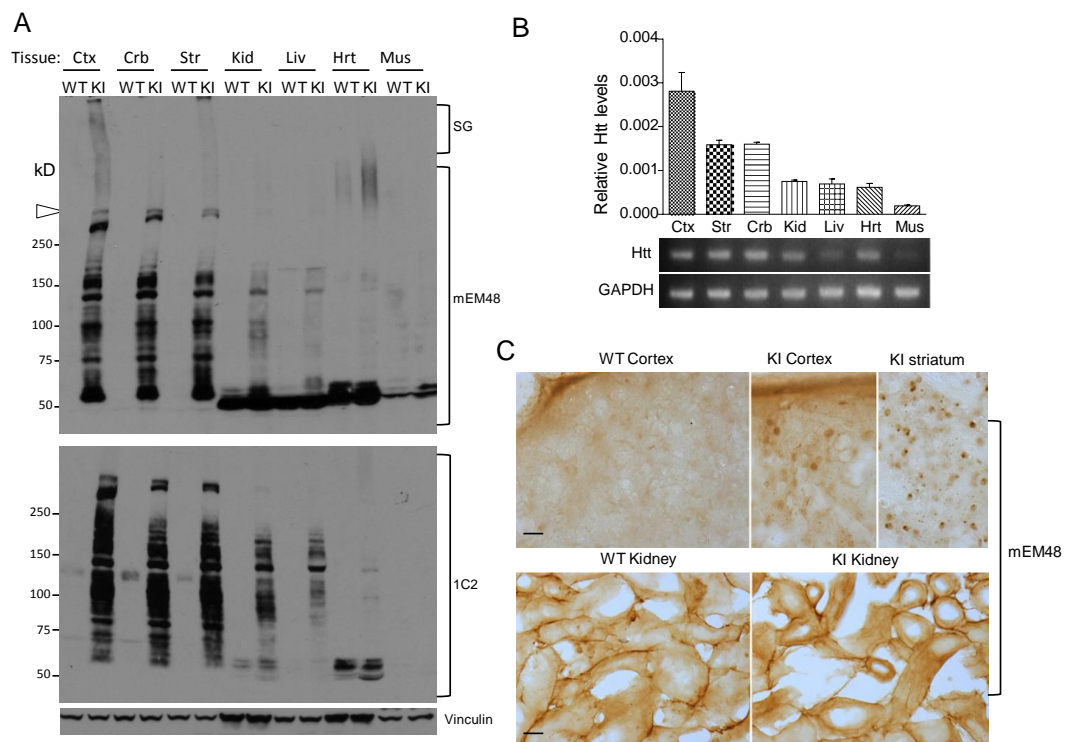 A
Tissue: Ctx Crb Str Kid Liv Hrt Mus
WT KI WT KI WT KI WT KI WT KI WT KI WT KI
SG
kD
250
150
100
75
50
mEM48
250
150
100
75
50
1C2
Vinculin
B
Relative Htt levels
0.004
0.003
0.002
0.001
0.000
Ctx Str Crb Kid Liv Hrt Mus
Htt
GAPDH
C
WT Cortex KI Cortex KI striatum
WT Kidney KI Kidney
mEM48